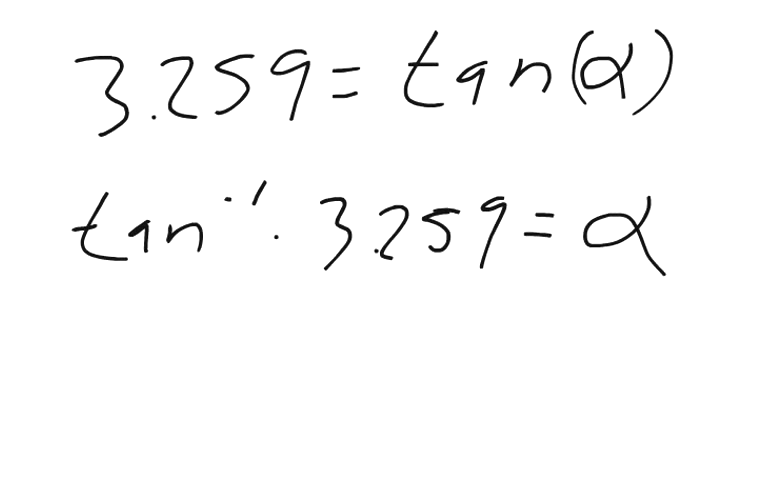 3.259 = tan(α)
tan⁻¹ · 3.259 = α